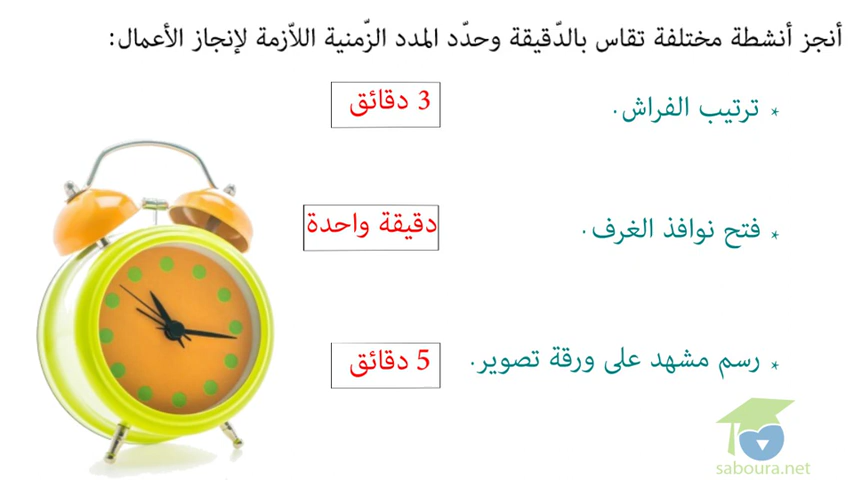 أنجز أنشطة مختلفة تقاس بالدّقيقة وحدّد المدد الزّمنية اللاّزمة لإنجاز الأعمال:
* ترتيب الفراش.
3 دقائق
* فتح نوافذ الغرف.
دقيقة واحدة
* رسم مشهد على ورقة تصوير.
5 دقائق
saboura.net